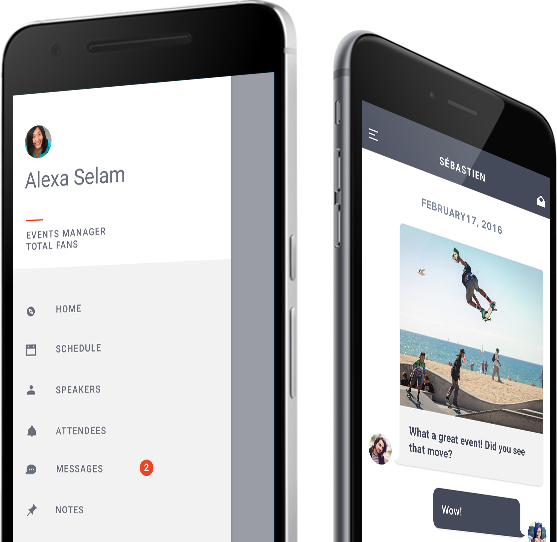 Alexa Selam
EVENTS MANAGER
TOTAL FANS
HOME
SCHEDULE
SPEAKERS
ATTENDEES
MESSAGES 2
NOTES
SÉBASTIEN
FEBRUARY17, 2016
What a great event! Did you see
that move?
Wow!